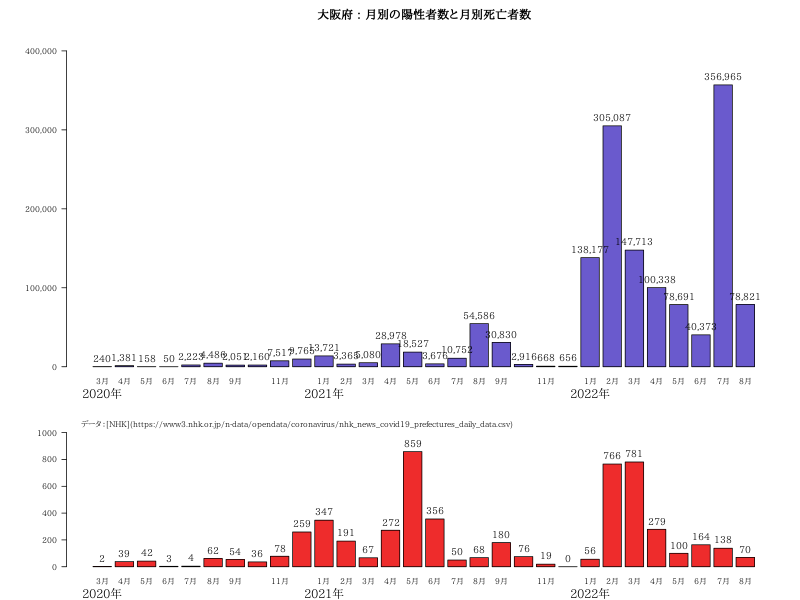 大阪府 : 月別の陽性者数と月別死亡者数
400,000
300,000
200,000
100,000
0
240 1,381 158 50 2,223 4,486 2,051 2,160 7,517 9,765 13,721 3,365 5,080 28,978 18,527 3,676 10,752 54,586 30,830 2,916 668 656 138,177 305,087 147,713 100,338 78,691 40,373 356,965 78,821
3月 4月 5月 6月 7月 8月 9月 11月 1月 2月 3月 4月 5月 6月 7月 8月 9月 11月 1月 2月 3月 4月 5月 6月 7月 8月
2020年 2021年 2022年
データ:[NHK](https://www3.nhk.or.jp/n-data/opendata/coronavirus/nhk_news_covid19_prefectures_daily_data.csv)
1000
800
600
400
200
0
2 39 42 3 4 62 54 36 78 259 347 191 67 272 859 356 50 68 180 76 19 0 56 766 781 279 100 164 138 70
3月 4月 5月 6月 7月 8月 9月 11月 1月 2月 3月 4月 5月 6月 7月 8月 9月 11月 1月 2月 3月 4月 5月 6月 7月 8月
2020年 2021年 2022年